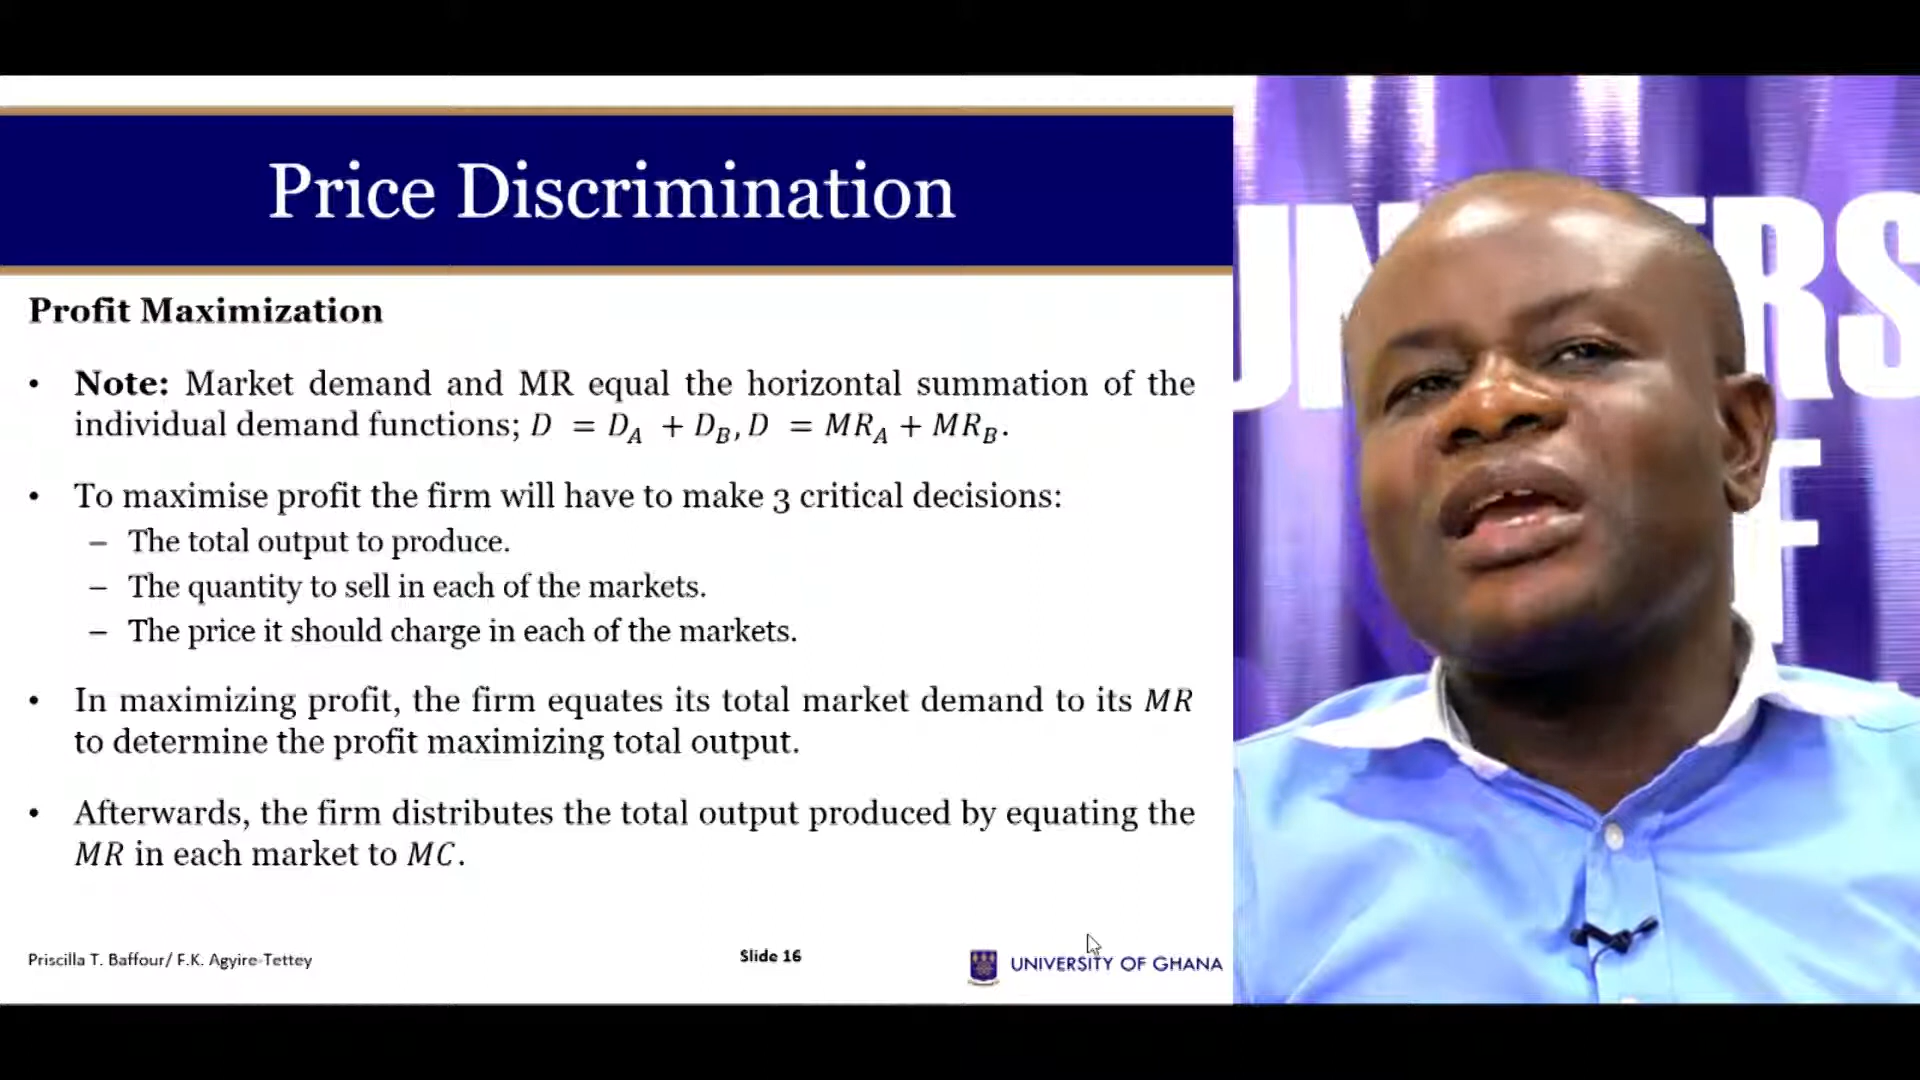 Price Discrimination
Profit Maximization
• Note: Market demand and MR equal the horizontal summation of the
individual demand functions; D = D_A + D_B, D = MR_A + MR_B.
• To maximise profit the firm will have to make 3 critical decisions:
– The total output to produce.
– The quantity to sell in each of the markets.
– The price it should charge in each of the markets.
• In maximizing profit, the firm equates its total market demand to its MR
to determine the profit maximizing total output.
• Afterwards, the firm distributes the total output produced by equating the
MR in each market to MC.
Priscilla T. Baffour/ F.K. Agyire-Tettey
Slide 16
UNIVERSITY OF GHANA